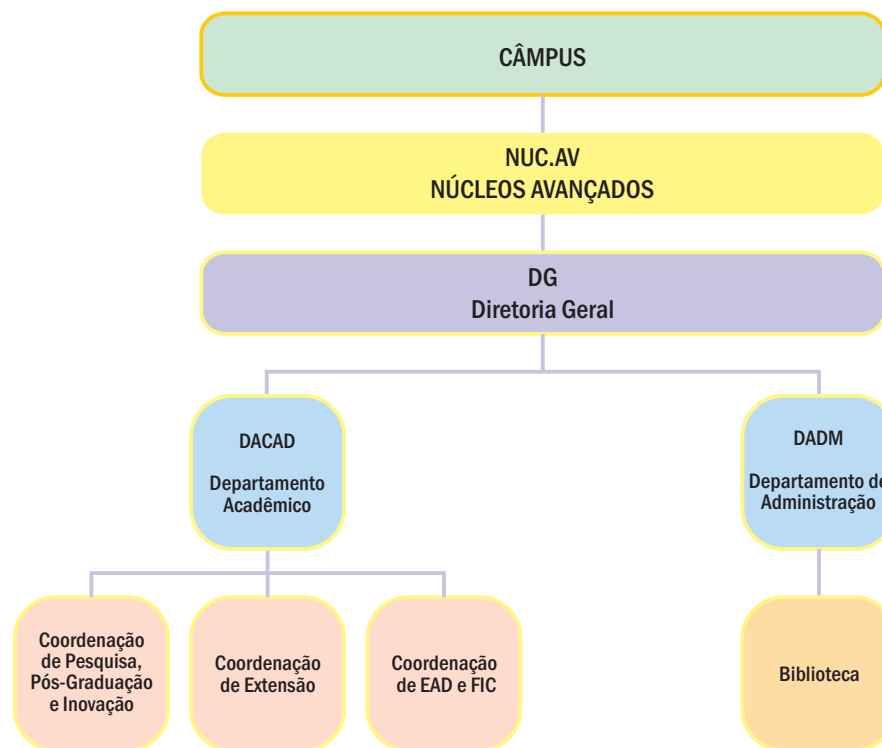 CÂMPUS
NUC.AV
NÚCLEOS AVANÇADOS
DG
Diretoria Geral
DACAD
Departamento
Acadêmico
DADM
Departamento de
Administração
Coordenação
de Pesquisa,
Pós-Graduação
e Inovação
Coordenação
de Extensão
Coordenação
de EAD e FIC
Biblioteca